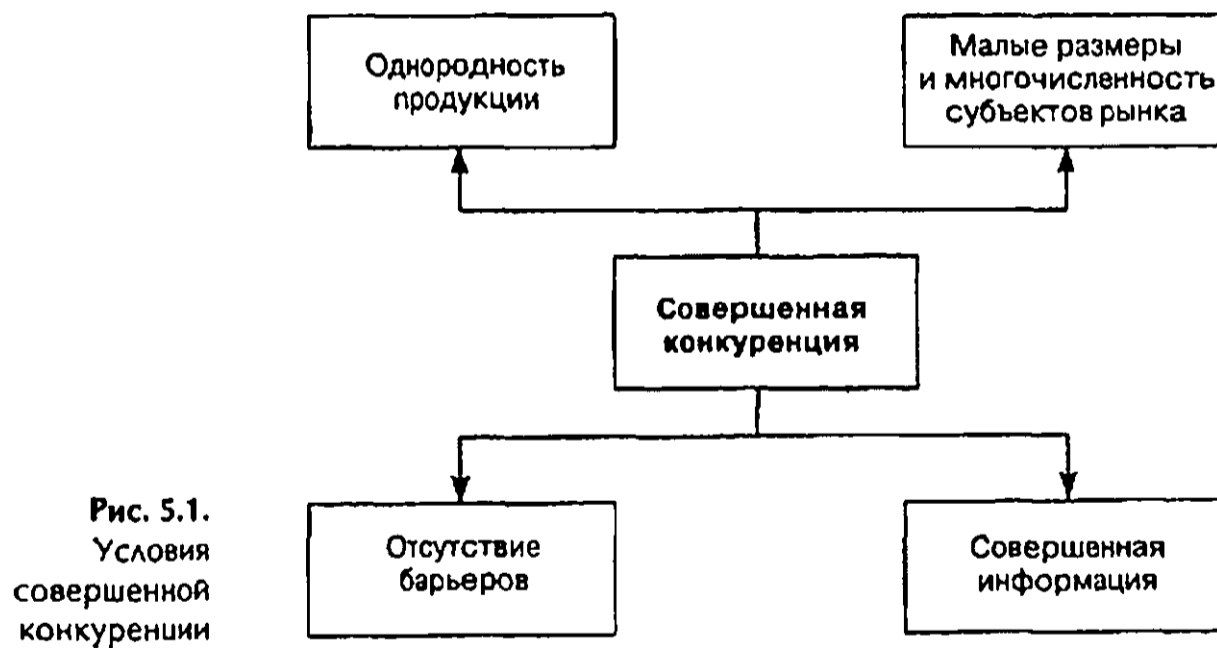 Однородность
продукции
Малые размеры
и многочисленность
субъектов рынка
Совершенная
конкуренция
Рис. 5.1.
Условия
совершенной
конкуренции
Отсутствие
барьеров
Совершенная
информация